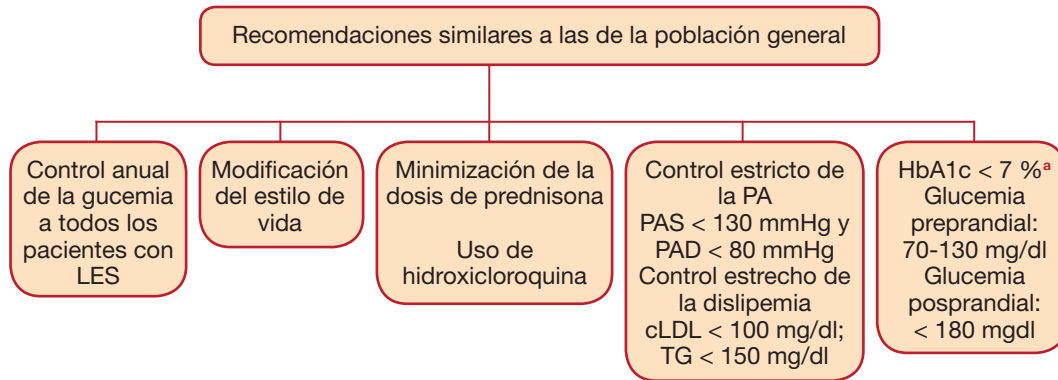 Recomendaciones similares a las de la población general
Control anual
de la gucemia
a todos los
pacientes con
LES
Modificación
del estilo de
vida
Minimización de la
dosis de prednisona
Uso de
hidroxicloroquina
Control estricto de
la PA
PAS < 130 mmHg y
PAD < 80 mmHg
Control estrecho de
la dislipemia
cLDL < 100 mg/dl;
TG < 150 mg/dl
HbA1c < 7 %ª
Glucemia
preprandial:
70-130 mg/dl
Glucemia
posprandial:
< 180 mgdl